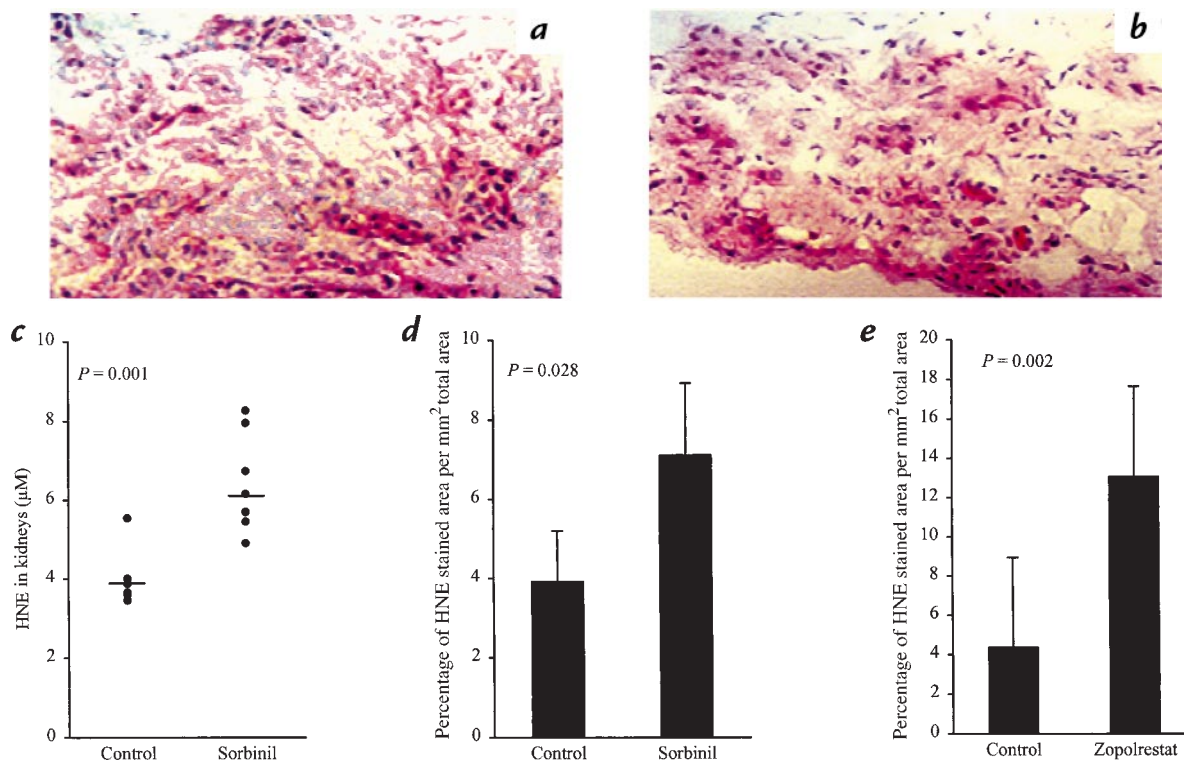 a
b
c
HNE in kidneys (μM)
10
8
6
4
2
0
P = 0.001
Control
Sorbinil
d
Percentage of HNE stained area per mm² total area
10
8
6
4
2
0
P = 0.028
Control
Sorbinil
e
Percentage of HNE stained area per mm² total area
20
18
16
14
12
10
8
6
4
2
0
P = 0.002
Control
Zopolrestat